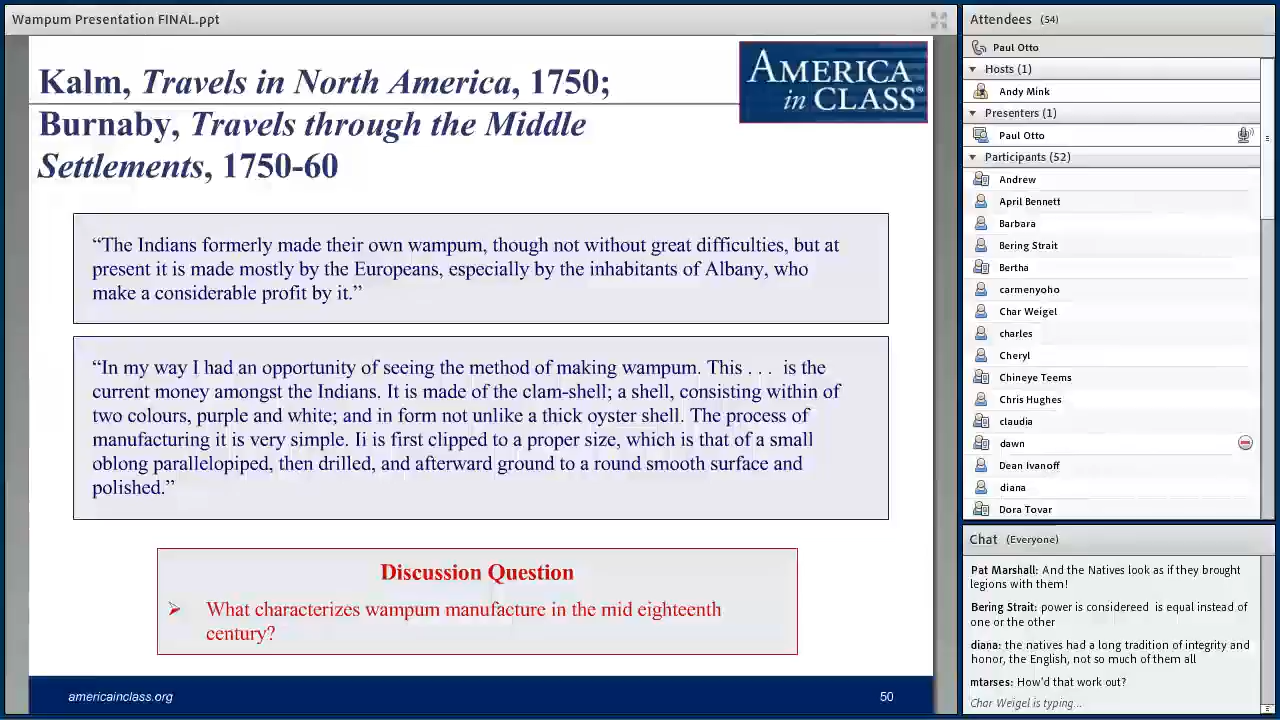 Wampum Presentation FINAL.ppt
Kalm, Travels in North America, 1750;
Burnaby, Travels through the Middle
Settlements, 1750-60
AMERICA
in CLASS®
“The Indians formerly made their own wampum, though not without great difficulties, but at
present it is made mostly by the Europeans, especially by the inhabitants of Albany, who
make a considerable profit by it.”
“In my way I had an opportunity of seeing the method of making wampum. This . . . is the
current money amongst the Indians. It is made of the clam-shell; a shell, consisting within of
two colours, purple and white; and in form not unlike a thick oyster shell. The process of
manufacturing it is very simple. Ii is first clipped to a proper size, which is that of a small
oblong parallelopiped, then drilled, and afterward ground to a round smooth surface and
polished.”
Discussion Question
What characterizes wampum manufacture in the mid eighteenth
century?
americainclass.org
50
Attendees (54)
Paul Otto
Hosts (1)
Andy Mink
Presenters (1)
Paul Otto
Participants (52)
Andrew
April Bennett
Barbara
Bering Strait
Bertha
carmenyoho
Char Weigel
charles
Cheryl
Chineye Teems
Chris Hughes
claudia
dawn
Dean Ivanoff
diana
Dora Tovar
Chat (Everyone)
Pat Marshall: And the Natives look as if they brought
legions with them!
Bering Strait: power is considereed is equal instead of
one or the other
diana: the natives had a long tradition of integrity and
honor, the English, not so much of them all
mtarses: How'd that work out?
Char Weigel is typing...